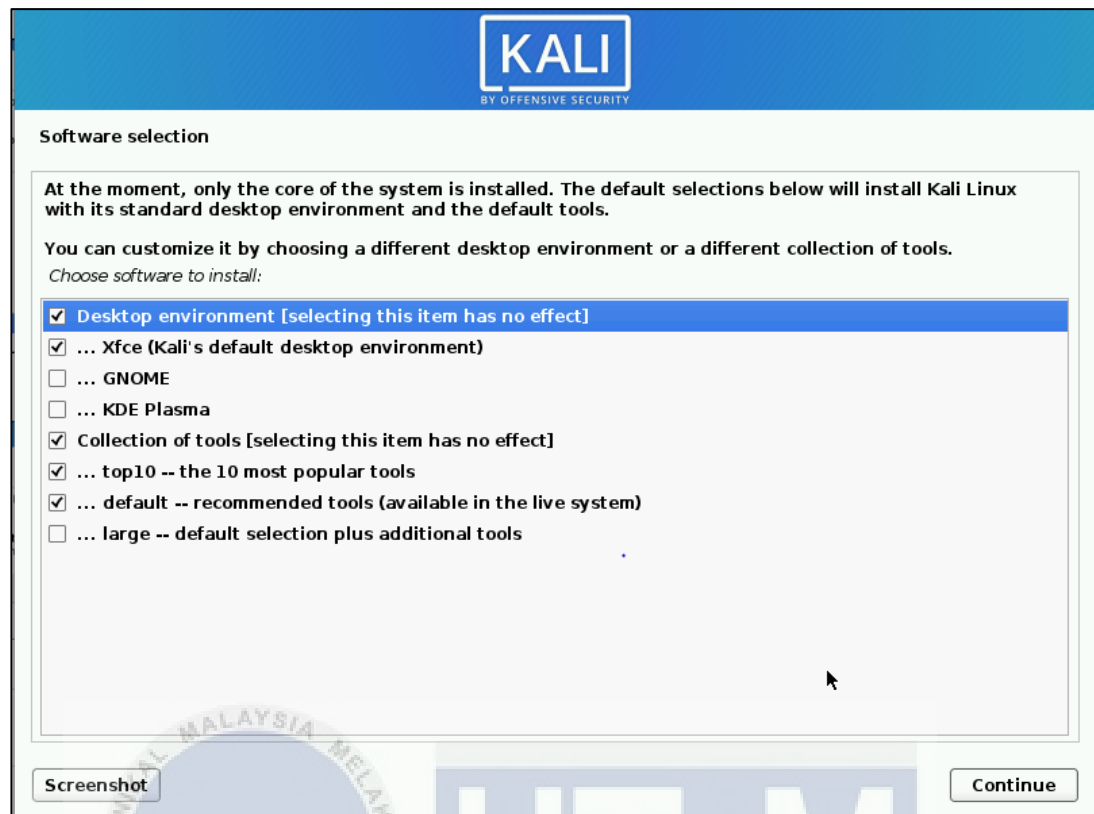 KALI
BY OFFENSIVE SECURITY
Software selection
At the moment, only the core of the system is installed. The default selections below will install Kali Linux
with its standard desktop environment and the default tools.
You can customize it by choosing a different desktop environment or a different collection of tools.
Choose software to install:
Desktop environment [selecting this item has no effect]
... Xfce (Kali's default desktop environment)
... GNOME
... KDE Plasma
Collection of tools [selecting this item has no effect]
... top10 -- the 10 most popular tools
... default -- recommended tools (available in the live system)
... large -- default selection plus additional tools
MALAYSIA
Screenshot
Continue